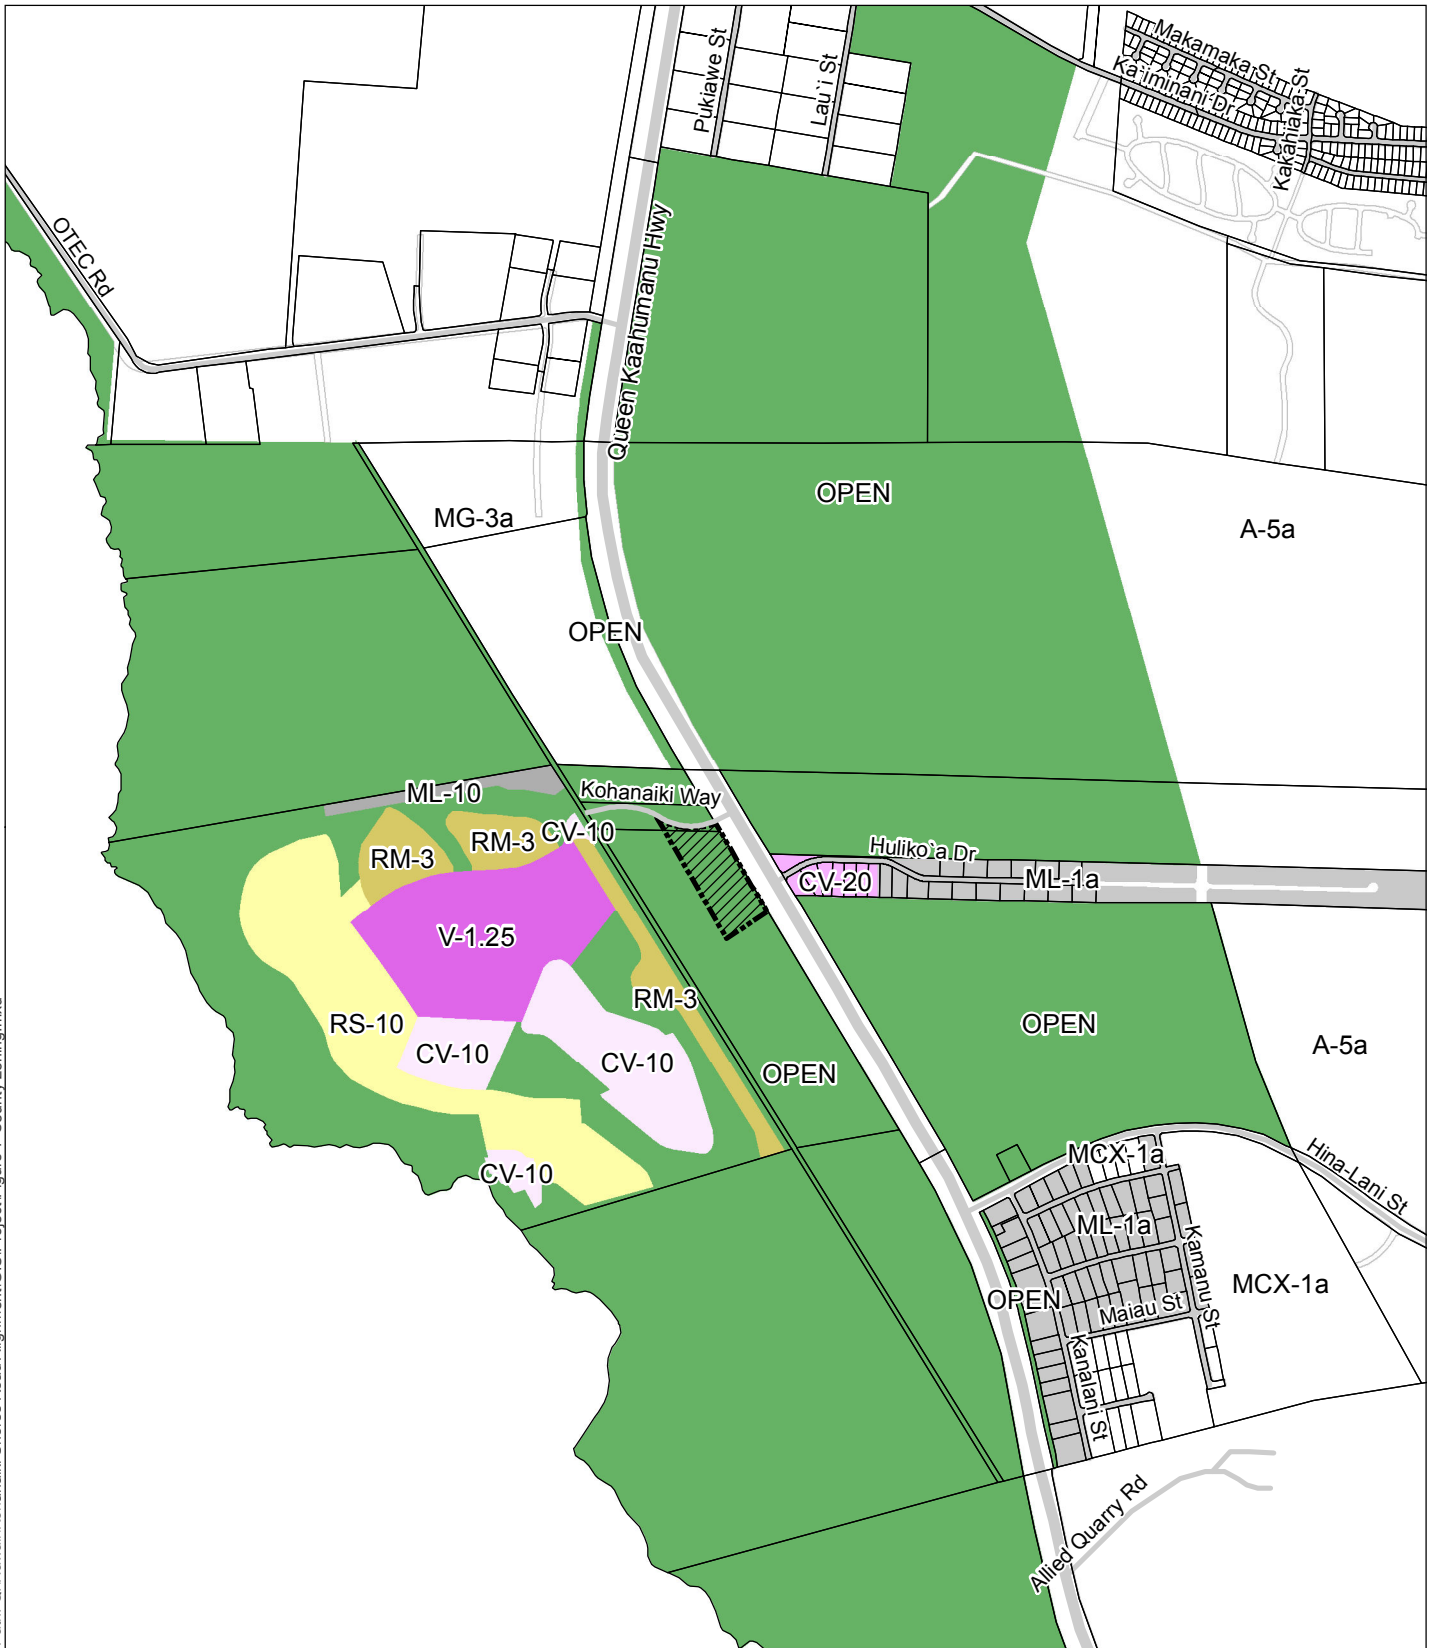 Makamaka St
Pukiawe St
Lau`i St
Ka`iminani Dr
Kakahiaka St
OTEC Rd
Queen Kaahumanu Hwy
OPEN
MG-3a
A-5a
OPEN
ML-10
Kohanaiki Way
RM-3
RM-3
CV-10
Huliko`a Dr
CV-20
ML-1a
V-1.25
RM-3
RS-10
OPEN
CV-10
CV-10
OPEN
A-5a
MCX-1a
CV-10
Hina-Lani St
ML-1a
Kamanu St
MCX-1a
OPEN
Maiau St
Kanalani St
Allied Quarry Rd